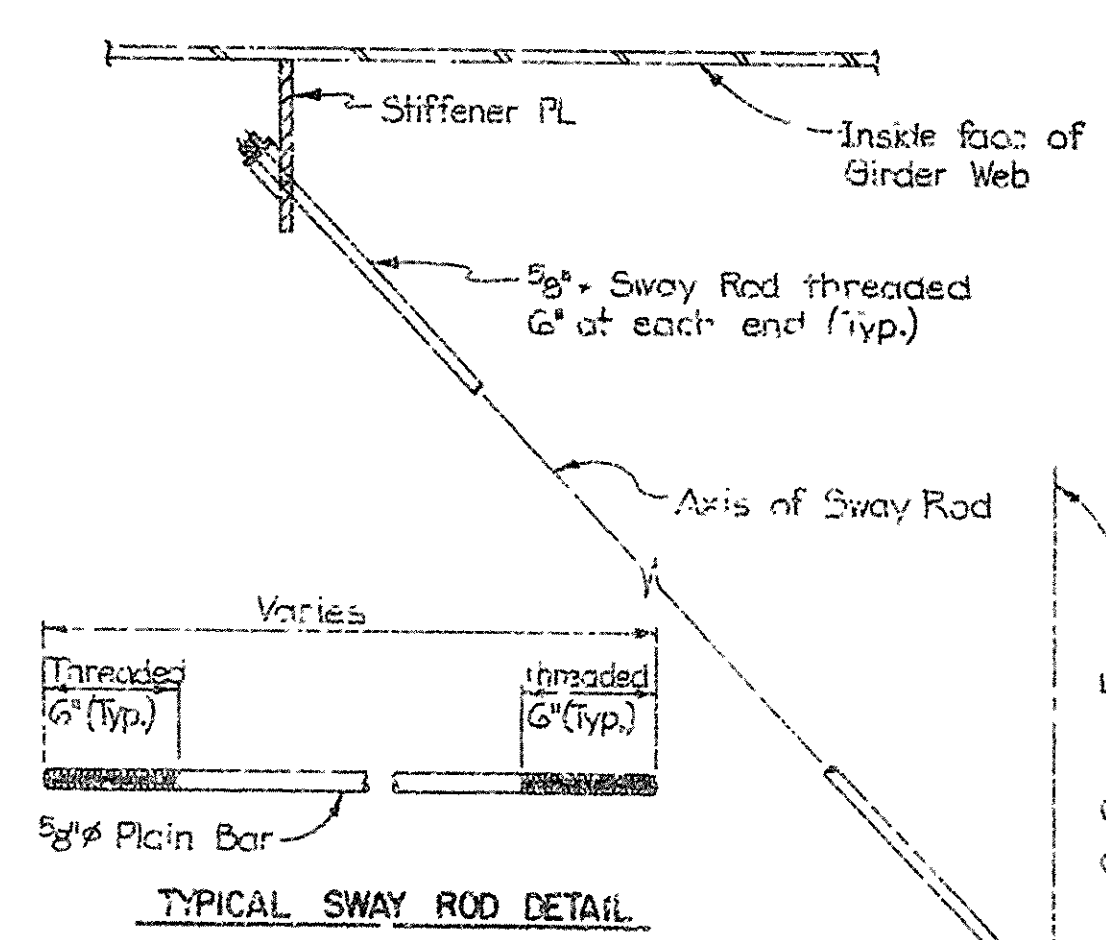 Stiffener PL
Inside face of
Girder Web
5/8"ø Sway Rod threaded
6" at each end (Typ.)
Axis of Sway Rod
Varies
Threaded
6" (Typ.)
threaded
6" (Typ.)
5/8"ø Plain Bar
TYPICAL SWAY ROD DETAIL